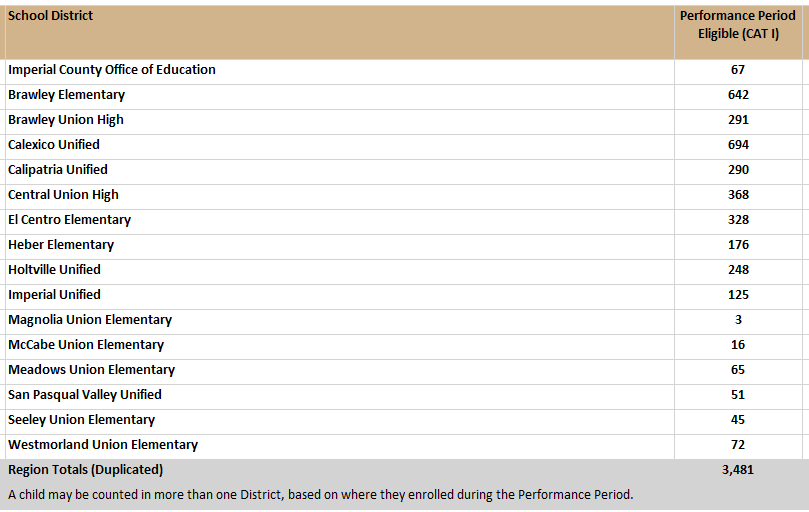 School District Performance Period
Eligible (CAT I)
Imperial County Office of Education 67
Brawley Elementary 642
Brawley Union High 291
Calexico Unified 694
Calipatria Unified 290
Central Union High 368
El Centro Elementary 328
Heber Elementary 176
Holtville Unified 248
Imperial Unified 125
Magnolia Union Elementary 3
McCabe Union Elementary 16
Meadows Union Elementary 65
San Pasqual Valley Unified 51
Seeley Union Elementary 45
Westmorland Union Elementary 72
Region Totals (Duplicated) 3,481
A child may be counted in more than one District, based on where they enrolled during the Performance Period.